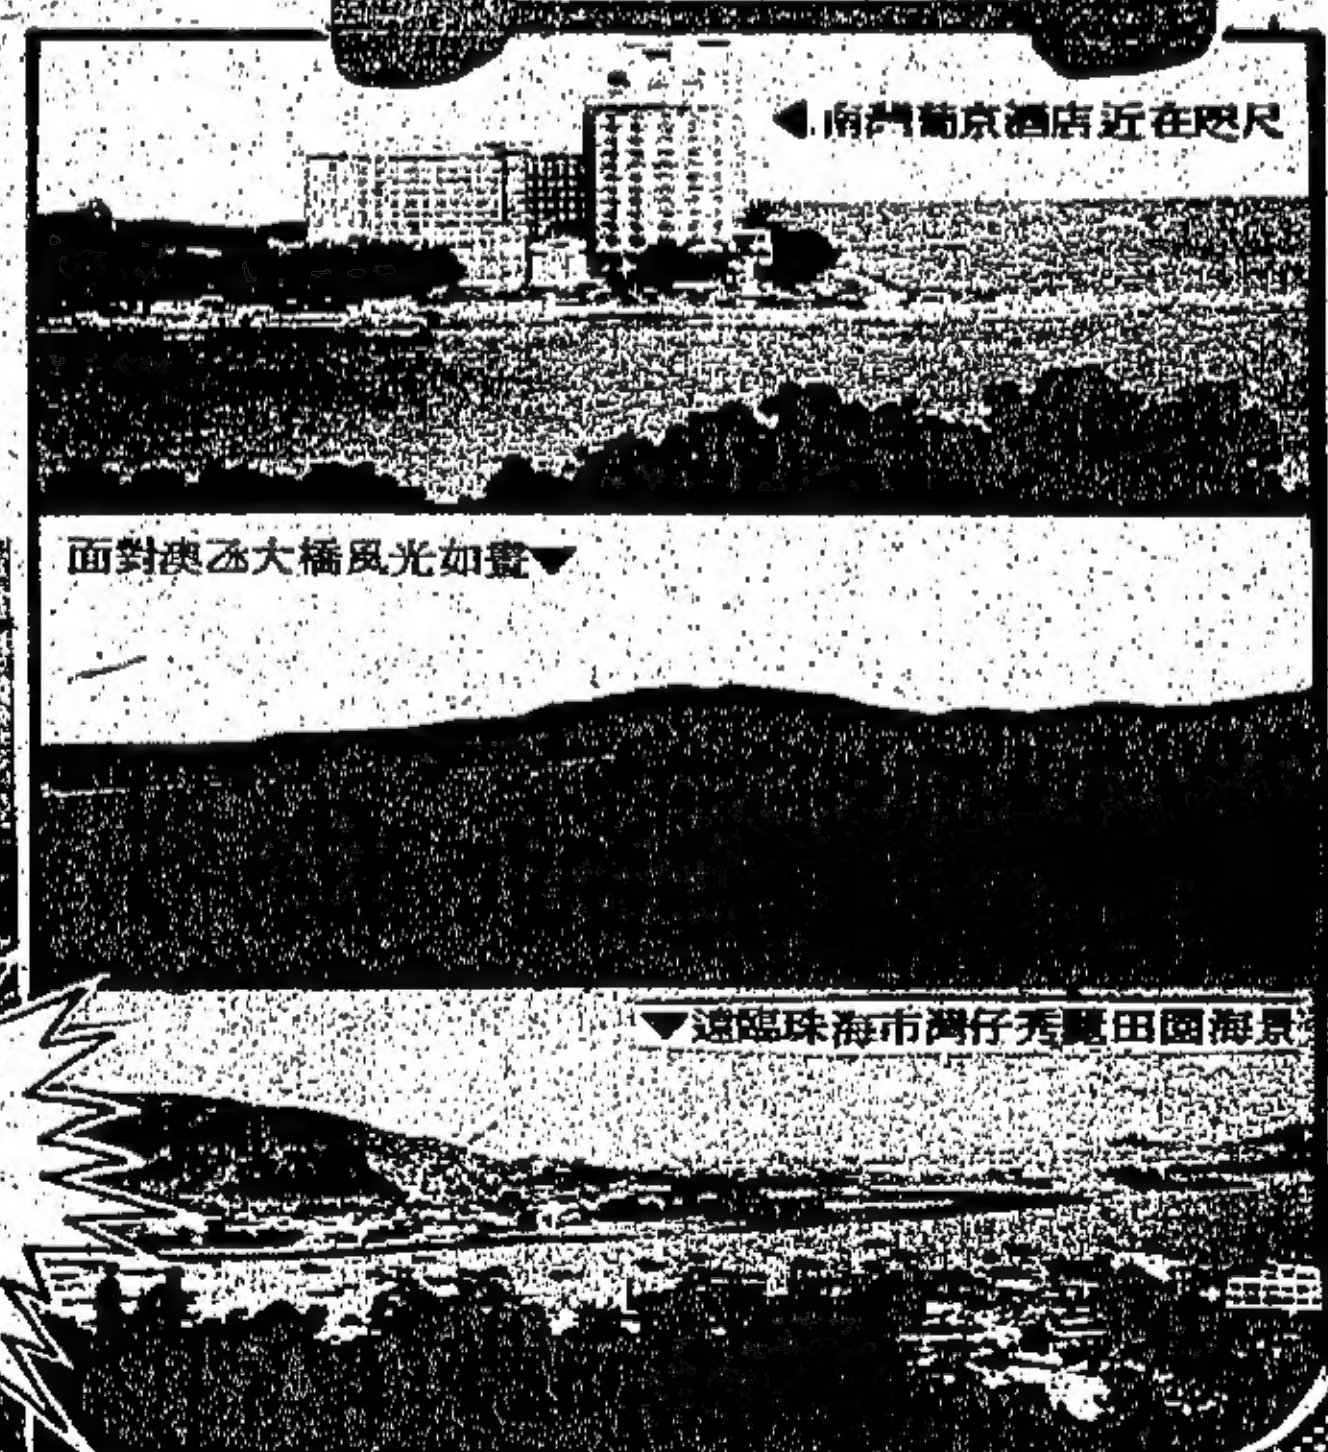 南灣葡京酒店近在咫尺
面對澳氹大橋風光如畫
遠臨珠海市灣仔秀麗田園海景